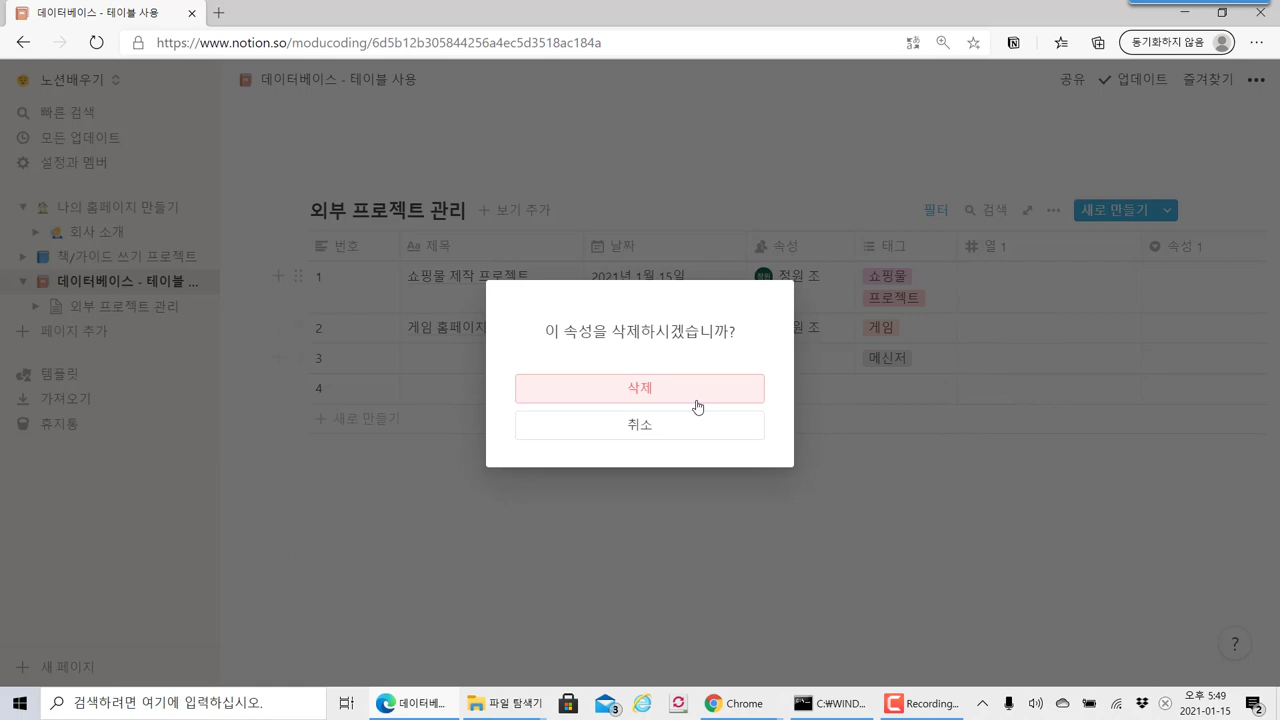 데이터베이스 - 테이블 사용
https://www.notion.so/moducoding/6d5b12b305844256a4ec5d3518ac184a
동기화하지 않음
노션배우기
데이터베이스 - 테이블 사용
공유 업데이트 즐겨찾기
빠른 검색
모든 업데이트
설정과 멤버
나의 홈페이지 만들기
회사 소개
책/가이드 쓰기 프로젝트
데이터베이스 - 테이블 ...
외부 프로젝트 관리
페이지 추가
템플릿
가져오기
휴지통
새 페이지
외부 프로젝트 관리 보기 추가
필터 검색 새로 만들기
번호 Aa 제목 날짜 속성 태그 열 1 속성 1
1 쇼핑몰 제작 프로젝트 2021년 1월 15일 정원 조 쇼핑몰
프로젝트
2 게임 홈페이지 원 조 게임
3 메신저
4
새로 만들기
이 속성을 삭제하시겠습니까?
삭제
취소
?
검색하려면 여기에 입력하십시오.
데이터베...
파일 탐색기
3
Chrome
C:\WIND...
Recording...
오후 5:49
2021-01-15
2